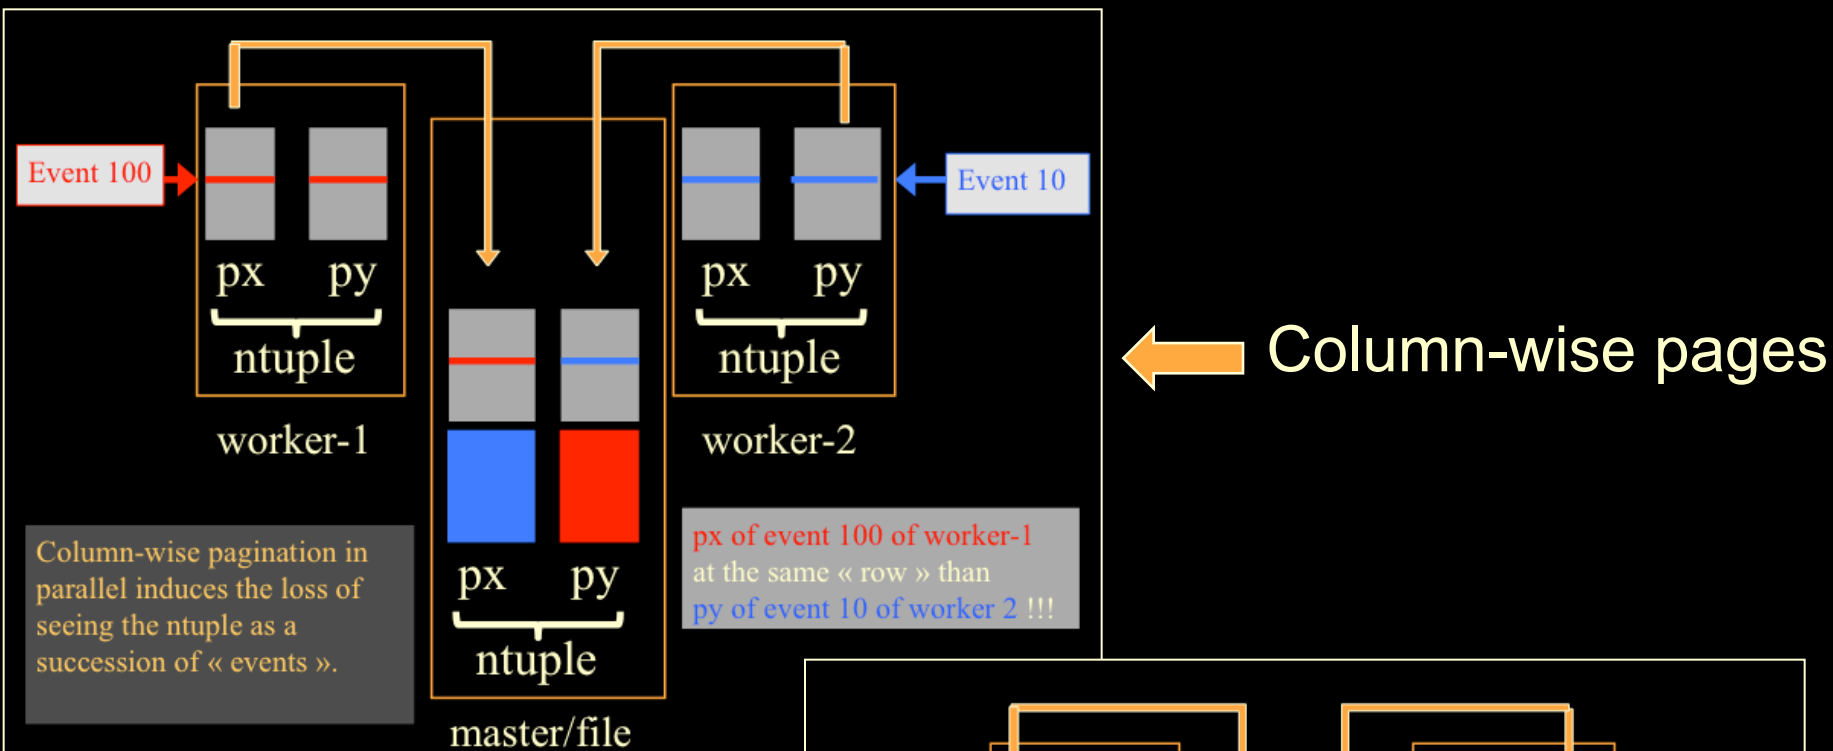 Event 100
px py
ntuple
worker-1
px py
ntuple
worker-2
Event 10
Column-wise pages
px py
ntuple
master/file
Column-wise pagination in
parallel induces the loss of
seeing the ntuple as a
succession of « events ».
px of event 100 of worker-1
at the same « row » than
py of event 10 of worker 2 !!!